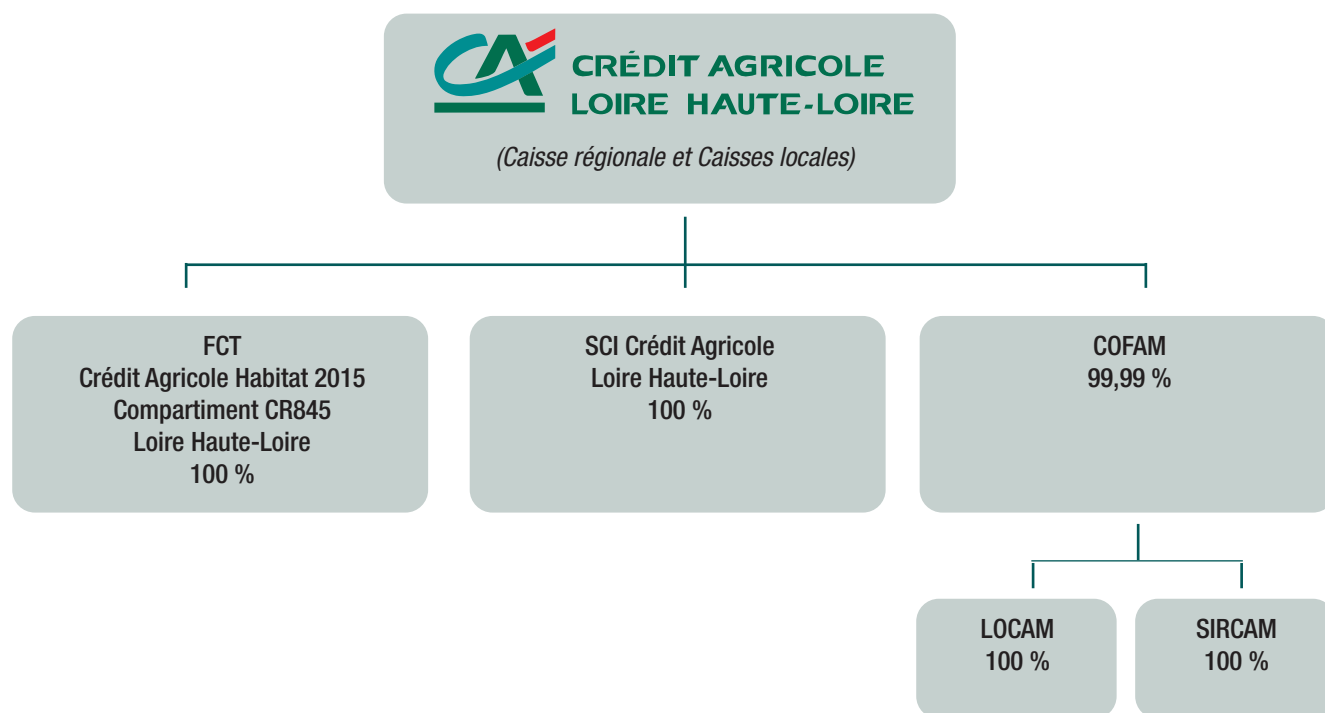 CRÉDIT AGRICOLE
LOIRE HAUTE-LOIRE
(Caisse régionale et Caisses locales)
FCT
Crédit Agricole Habitat 2015
Compartiment CR845
Loire Haute-Loire
100 %
SCI Crédit Agricole
Loire Haute-Loire
100 %
COFAM
99,99 %
LOCAM
100 %
SIRCAM
100 %